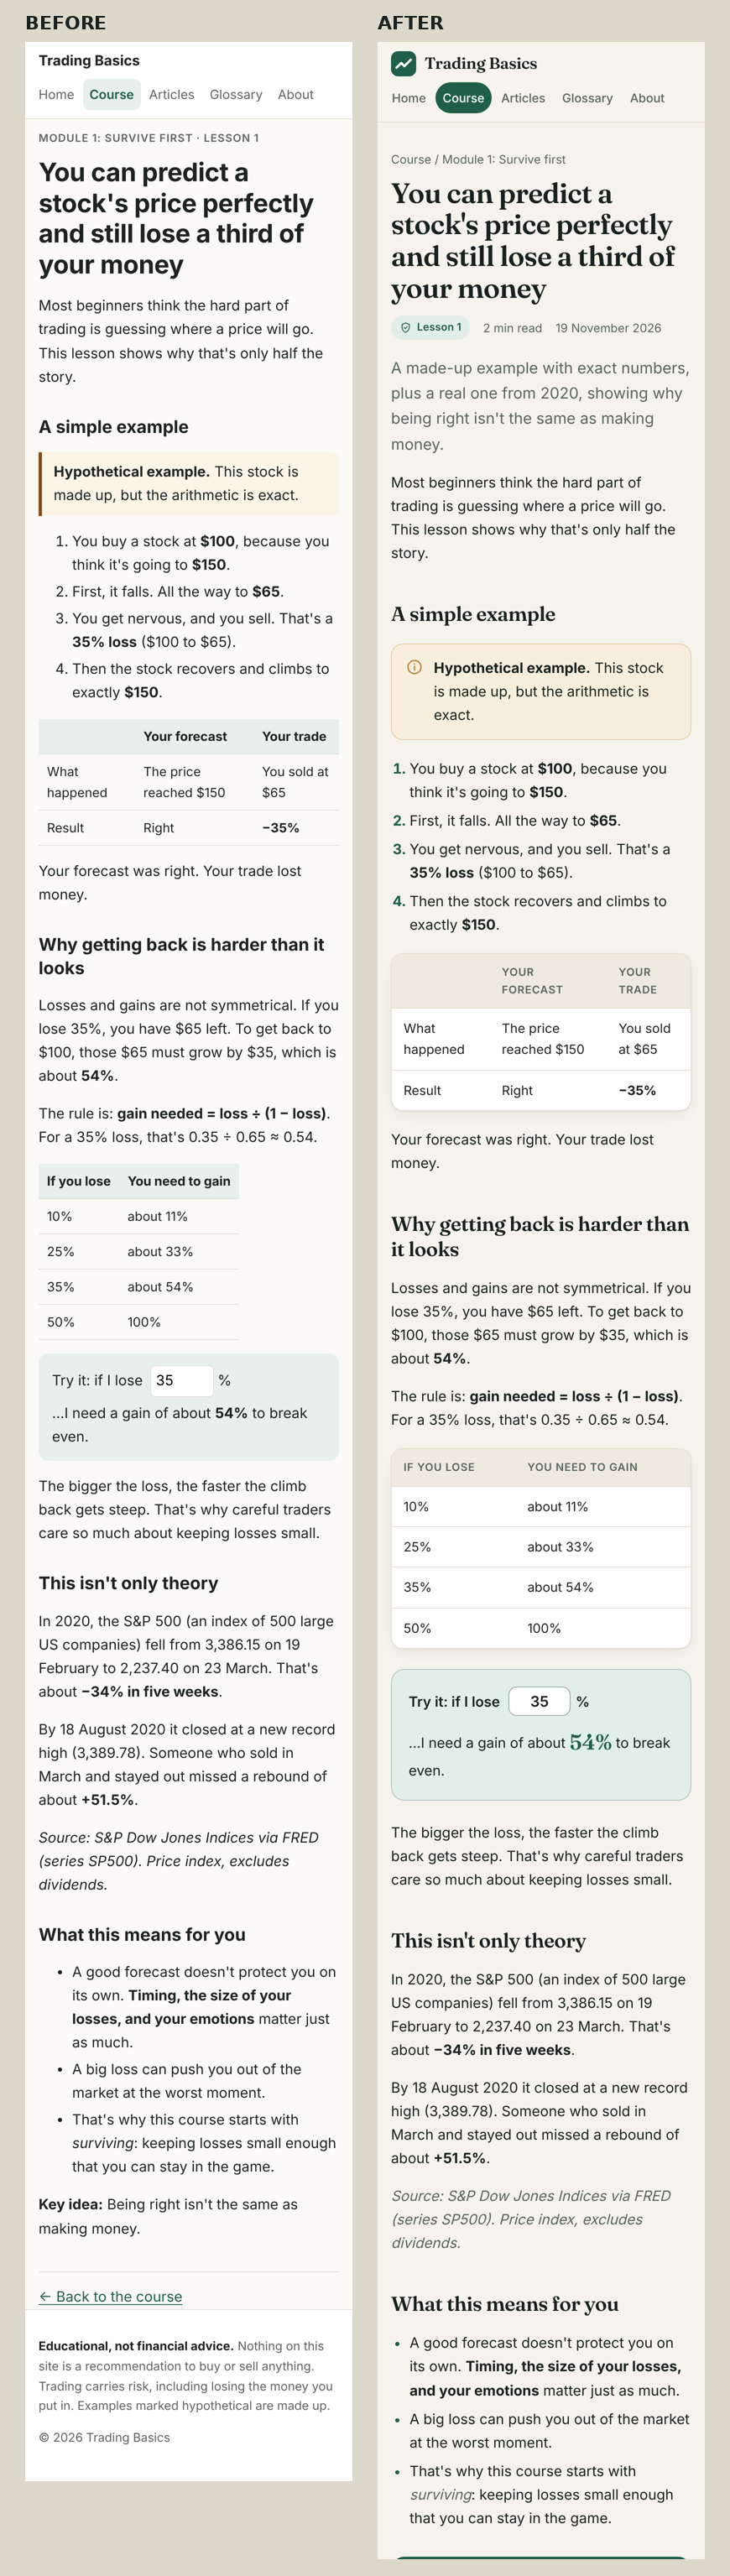 BEFORE
Trading Basics
Home Course Articles Glossary About
MODULE 1: SURVIVE FIRST · LESSON 1
You can predict a
stock's price perfectly
and still lose a third of
your money
Most beginners think the hard part of
trading is guessing where a price will go.
This lesson shows why that's only half the
story.
A simple example
Hypothetical example. This stock is
made up, but the arithmetic is exact.
1. You buy a stock at $100, because you
think it's going to $150.
2. First, it falls. All the way to $65.
3. You get nervous, and you sell. That's a
35% loss ($100 to $65).
4. Then the stock recovers and climbs to
exactly $150.
Your forecast Your trade
What happened The price reached $150 You sold at $65
Result Right −35%
Your forecast was right. Your trade lost
money.
Why getting back is harder than it
looks
Losses and gains are not symmetrical. If you
lose 35%, you have $65 left. To get back to
$100, those $65 must grow by $35, which is
about 54%.
The rule is: gain needed = loss ÷ (1 − loss).
For a 35% loss, that's 0.35 ÷ 0.65 ≈ 0.54.
If you lose You need to gain
10% about 11%
25% about 33%
35% about 54%
50% 100%
Try it: if I lose 35 %
...I need a gain of about 54% to break
even.
The bigger the loss, the faster the climb
back gets steep. That's why careful traders
care so much about keeping losses small.
This isn't only theory
In 2020, the S&P 500 (an index of 500 large
US companies) fell from 3,386.15 on 19
February to 2,237.40 on 23 March. That's
about −34% in five weeks.
By 18 August 2020 it closed at a new record
high (3,389.78). Someone who sold in
March and stayed out missed a rebound of
about +51.5%.
Source: S&P Dow Jones Indices via FRED
(series SP500). Price index, excludes
dividends.
What this means for you
• A good forecast doesn't protect you on
its own. Timing, the size of your
losses, and your emotions matter just
as much.
• A big loss can push you out of the
market at the worst moment.
• That's why this course starts with
surviving: keeping losses small enough
that you can stay in the game.
Key idea: Being right isn't the same as
making money.
← Back to the course
Educational, not financial advice. Nothing on this
site is a recommendation to buy or sell anything.
Trading carries risk, including losing the money you
put in. Examples marked hypothetical are made up.
© 2026 Trading Basics
AFTER
Trading Basics
Home Course Articles Glossary About
Course / Module 1: Survive first
You can predict a
stock's price perfectly
and still lose a third of
your money
Lesson 1 2 min read 19 November 2026
A made-up example with exact numbers,
plus a real one from 2020, showing why
being right isn't the same as making
money.
Most beginners think the hard part of
trading is guessing where a price will go.
This lesson shows why that's only half the
story.
A simple example
Hypothetical example. This stock
is made up, but the arithmetic is
exact.
1. You buy a stock at $100, because you
think it's going to $150.
2. First, it falls. All the way to $65.
3. You get nervous, and you sell. That's a
35% loss ($100 to $65).
4. Then the stock recovers and climbs to
exactly $150.
YOUR FORECAST YOUR TRADE
What happened The price reached $150 You sold at $65
Result Right −35%
Your forecast was right. Your trade lost
money.
Why getting back is harder than
it looks
Losses and gains are not symmetrical. If you
lose 35%, you have $65 left. To get back to
$100, those $65 must grow by $35, which is
about 54%.
The rule is: gain needed = loss ÷ (1 − loss).
For a 35% loss, that's 0.35 ÷ 0.65 ≈ 0.54.
IF YOU LOSE YOU NEED TO GAIN
10% about 11%
25% about 33%
35% about 54%
50% 100%
Try it: if I lose 35 %
...I need a gain of about 54% to break
even.
The bigger the loss, the faster the climb
back gets steep. That's why careful traders
care so much about keeping losses small.
This isn't only theory
In 2020, the S&P 500 (an index of 500 large
US companies) fell from 3,386.15 on 19
February to 2,237.40 on 23 March. That's
about −34% in five weeks.
By 18 August 2020 it closed at a new record
high (3,389.78). Someone who sold in
March and stayed out missed a rebound of
about +51.5%.
Source: S&P Dow Jones Indices via FRED
(series SP500). Price index, excludes
dividends.
What this means for you
• A good forecast doesn't protect you on
its own. Timing, the size of your losses,
and your emotions matter just as much.
• A big loss can push you out of the market
at the worst moment.
• That's why this course starts with
surviving: keeping losses small enough
that you can stay in the game.